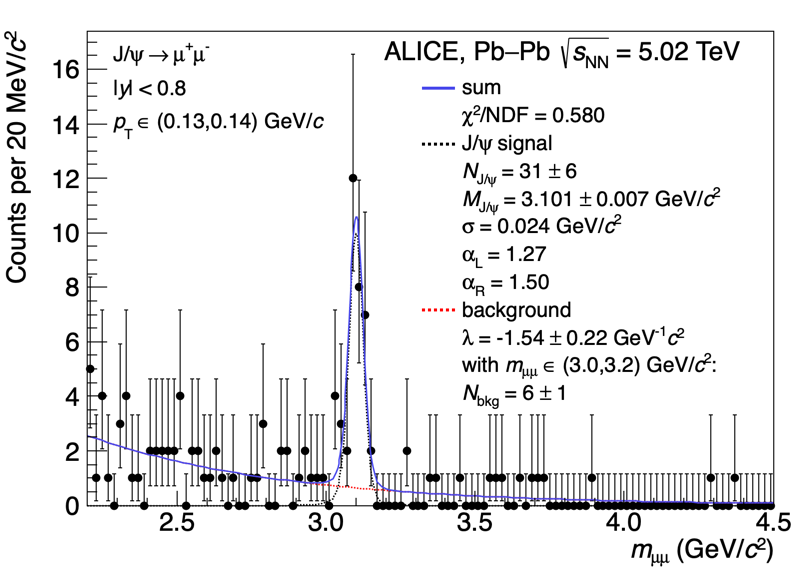 J/ψ → μ⁺μ⁻
|y| < 0.8
p_T ∈ (0.13,0.14) GeV/c
ALICE, Pb–Pb √s_NN = 5.02 TeV
sum
χ²/NDF = 0.580
J/ψ signal
N_J/ψ = 31 ± 6
M_J/ψ = 3.101 ± 0.007 GeV/c²
σ = 0.024 GeV/c²
α_L = 1.27
α_R = 1.50
background
λ = -1.54 ± 0.22 GeV⁻¹c²
with m_μμ ∈ (3.0,3.2) GeV/c²:
N_bkg = 6 ± 1
Counts per 20 MeV/c²
16
14
12
10
8
6
4
2
0
2.5 3.0 3.5 4.0 4.5
m_μμ (GeV/c²)